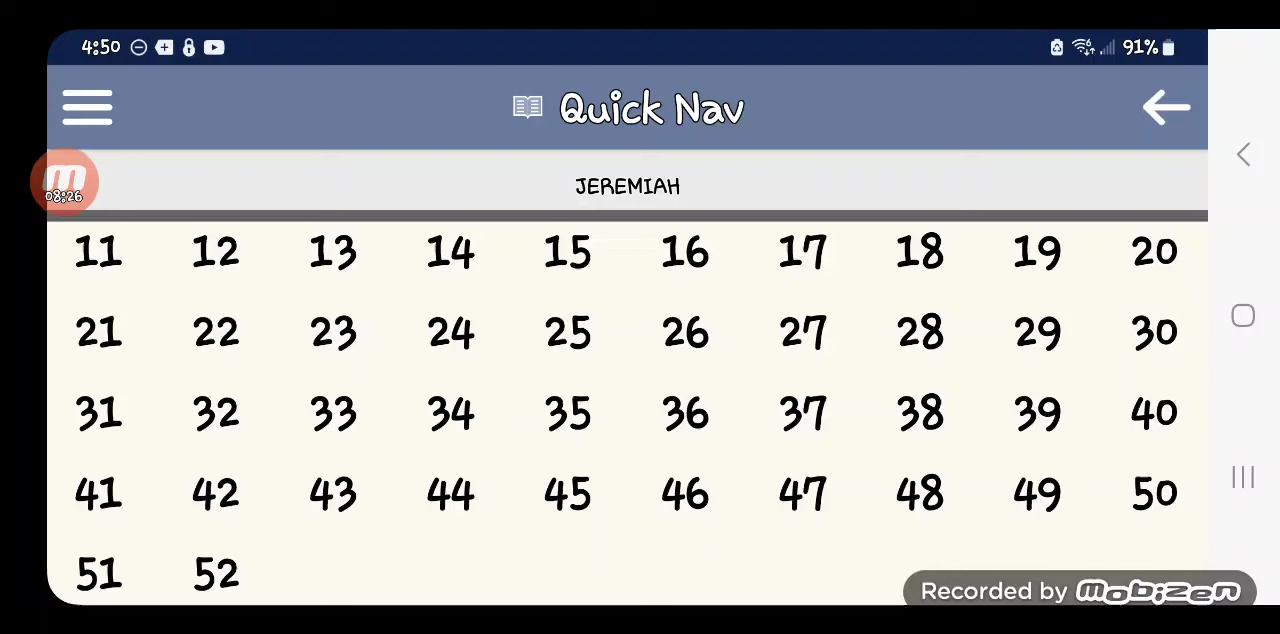 4:50 91%
Quick Nav
08:26
JEREMIAH
11 12 13 14 15 16 17 18 19 20
21 22 23 24 25 26 27 28 29 30
31 32 33 34 35 36 37 38 39 40
41 42 43 44 45 46 47 48 49 50
51 52
Recorded by mobizen